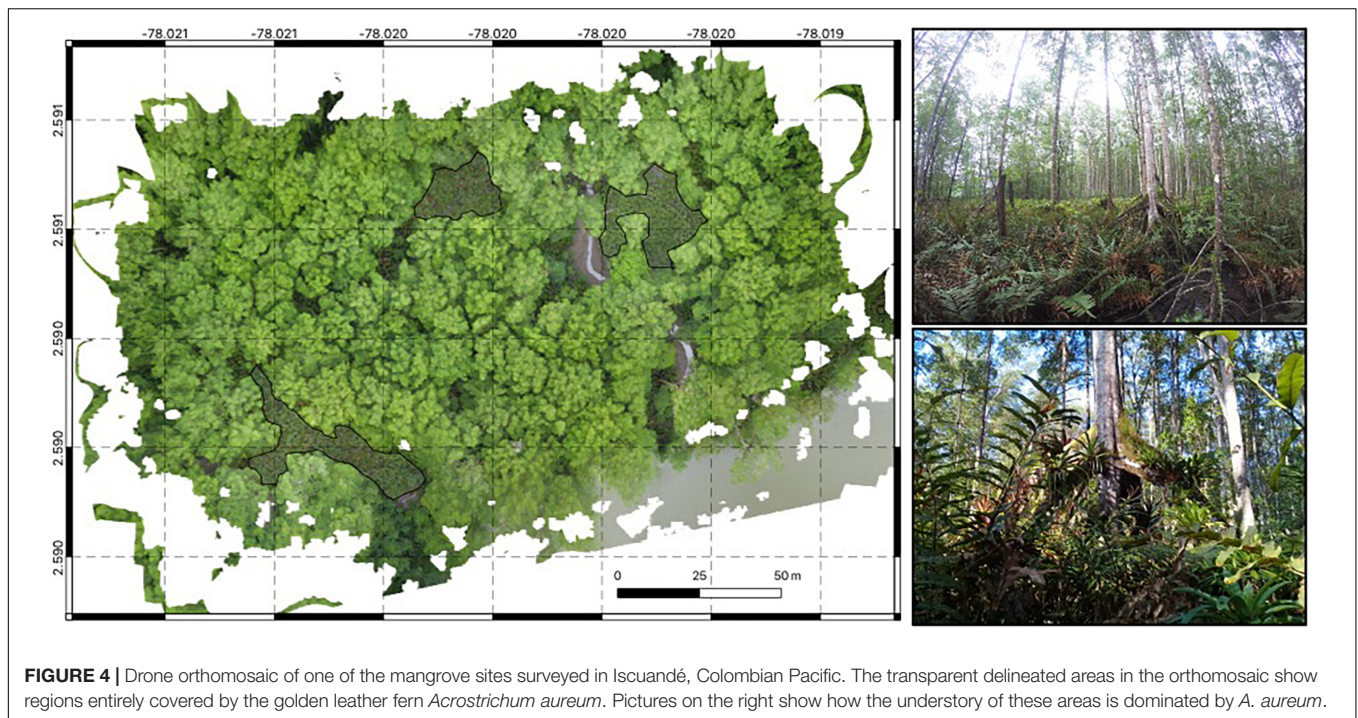 -78.021 -78.021 -78.020 -78.020 -78.020 -78.020 -78.019
2.591
2.591
2.590
2.590
2.590
0 25 50 m
FIGURE 4 | Drone orthomosaic of one of the mangrove sites surveyed in Iscuandé, Colombian Pacific. The transparent delineated areas in the orthomosaic show
regions entirely covered by the golden leather fern Acrostrichum aureum. Pictures on the right show how the understory of these areas is dominated by A. aureum.